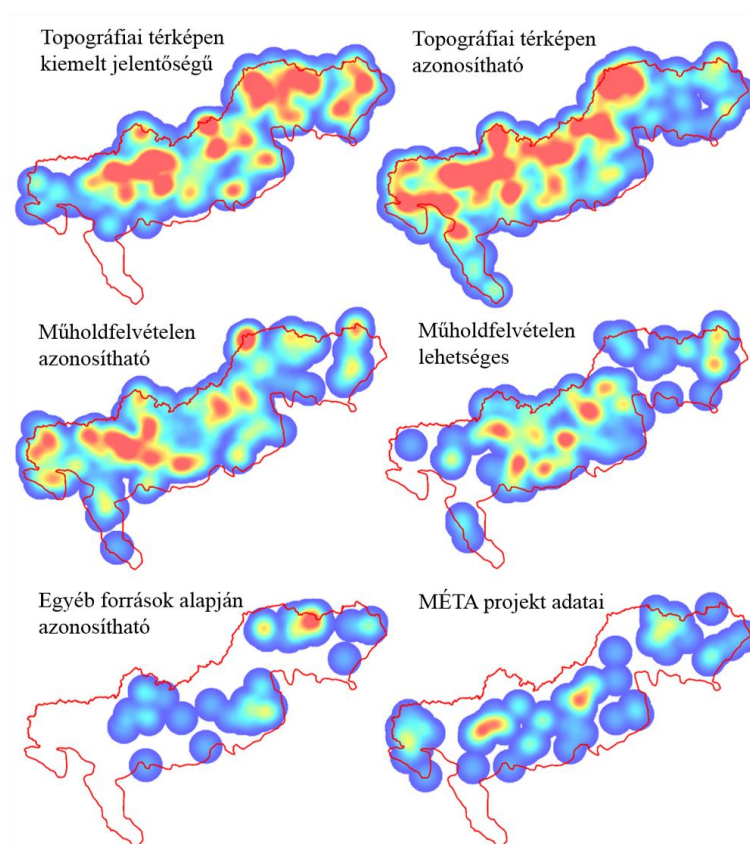 Topográfiai térképen
kiemelt jelentőségű
Topográfiai térképen
azonosítható
Műholdfelvételen
azonosítható
Műholdfelvételen
lehetséges
Egyéb források alapján
azonosítható
MÉTA projekt adatai